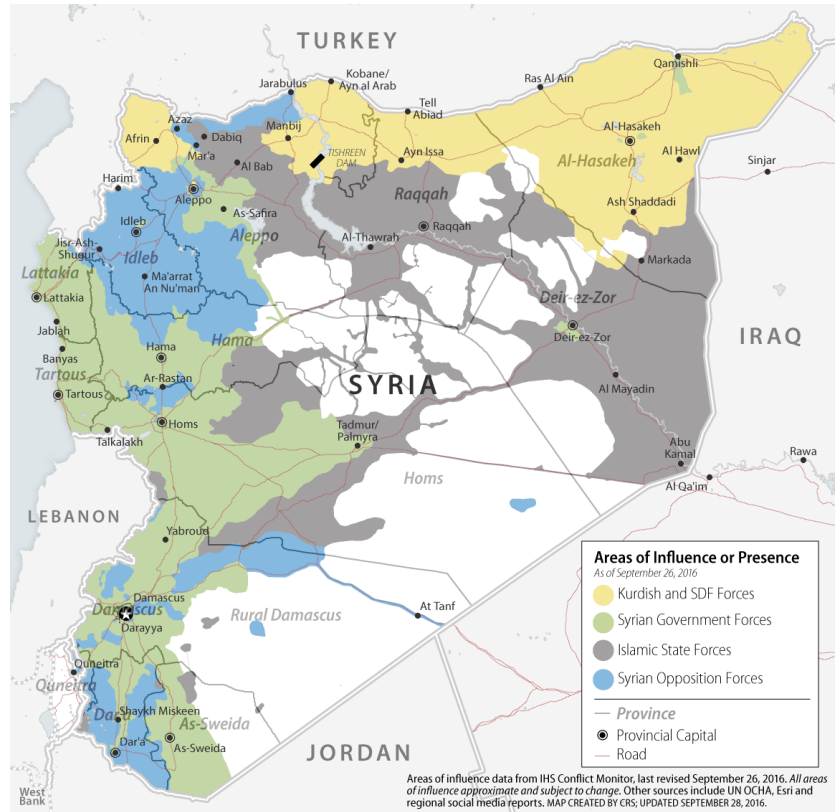 TURKEY
Kobane/
Ayn al Arab
Jarabulus
Ras Al Ain
Qamishli
Tell
Abiad
Azaz
Afrin
Dabiq
Manbij
Mar'a
Al Bab
TISHREEN
DAM
Ayn Issa
Al-Hasakeh
Al-Hasakeh
Al Hawl
Sinjar
Harim
Aleppo
As-Safira
Raqqah
Ash Shaddadi
Idleb
Aleppo
Raqqah
Jisr-Ash-
Shugur
Idleb
Al-Thawrah
Markada
Lattakia
Ma'arrat
An Nu'man
Lattakia
Deir-ez-Zor
Jablah
Hama
Deir-ez-Zor
IRAQ
Banyas
Hama
Tartous
Ar-Rastan
SYRIA
Al Mayadin
Tartous
Homs
Tadmur/
Palmyra
Talkalakh
Abu
Kamal
Rawa
Al Qa'im
Homs
LEBANON
Yabroud
Damascus
Damascus
Darayya
Rural Damascus
At Tanf
Quneitra
Quneitra
Shaykh Miskeen
Dar'a
As-Sweida
Dar'a
As-Sweida
JORDAN
West
Bank
Areas of Influence or Presence
As of September 26, 2016
Kurdish and SDF Forces
Syrian Government Forces
Islamic State Forces
Syrian Opposition Forces
Province
Provincial Capital
Road
Areas of influence data from IHS Conflict Monitor, last revised September 26, 2016. All areas
of influence approximate and subject to change. Other sources include UN OCHA, Esri and
regional social media reports. MAP CREATED BY CRS; UPDATED SEPTEMBER 28, 2016.